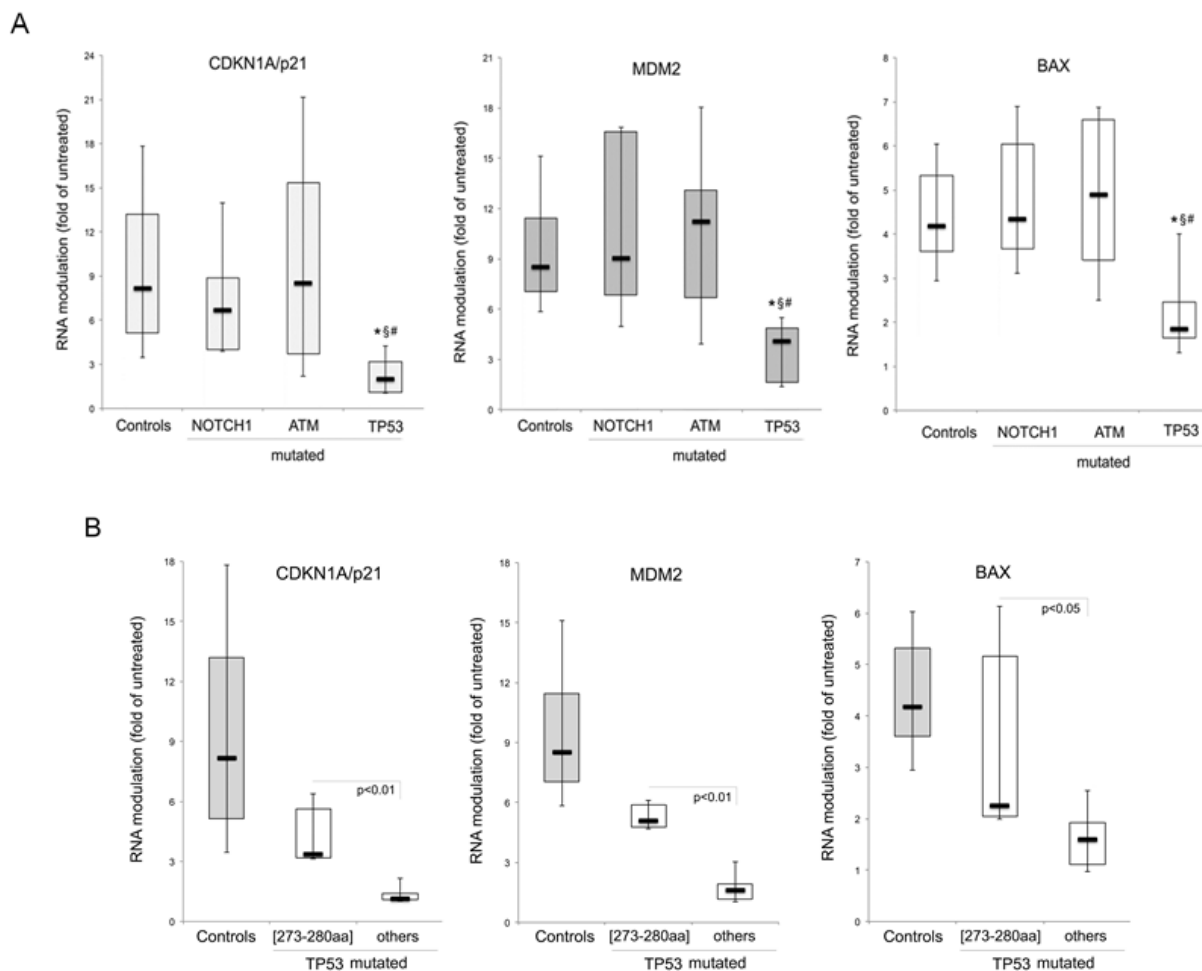 A
CDKN1A/p21
MDM2
BAX
RNA modulation (fold of untreated)
24
21
18
15
12
9
6
3
0
*§#
Controls NOTCH1 ATM TP53
mutated
RNA modulation (fold of untreated)
21
18
15
12
9
6
3
0
*§#
Controls NOTCH1 ATM TP53
mutated
RNA modulation (fold of untreated)
8
7
6
5
4
3
2
1
0
*§#
Controls NOTCH1 ATM TP53
mutated
B
CDKN1A/p21
MDM2
BAX
RNA modulation (fold of untreated)
18
15
12
9
6
3
0
p<0.01
Controls [273-280aa] others
TP53 mutated
RNA modulation (fold of untreated)
18
15
12
9
6
3
0
p<0.01
Controls [273-280aa] others
TP53 mutated
RNA modulation (fold of untreated)
7
6
5
4
3
2
1
0
p<0.05
Controls [273-280aa] others
TP53 mutated